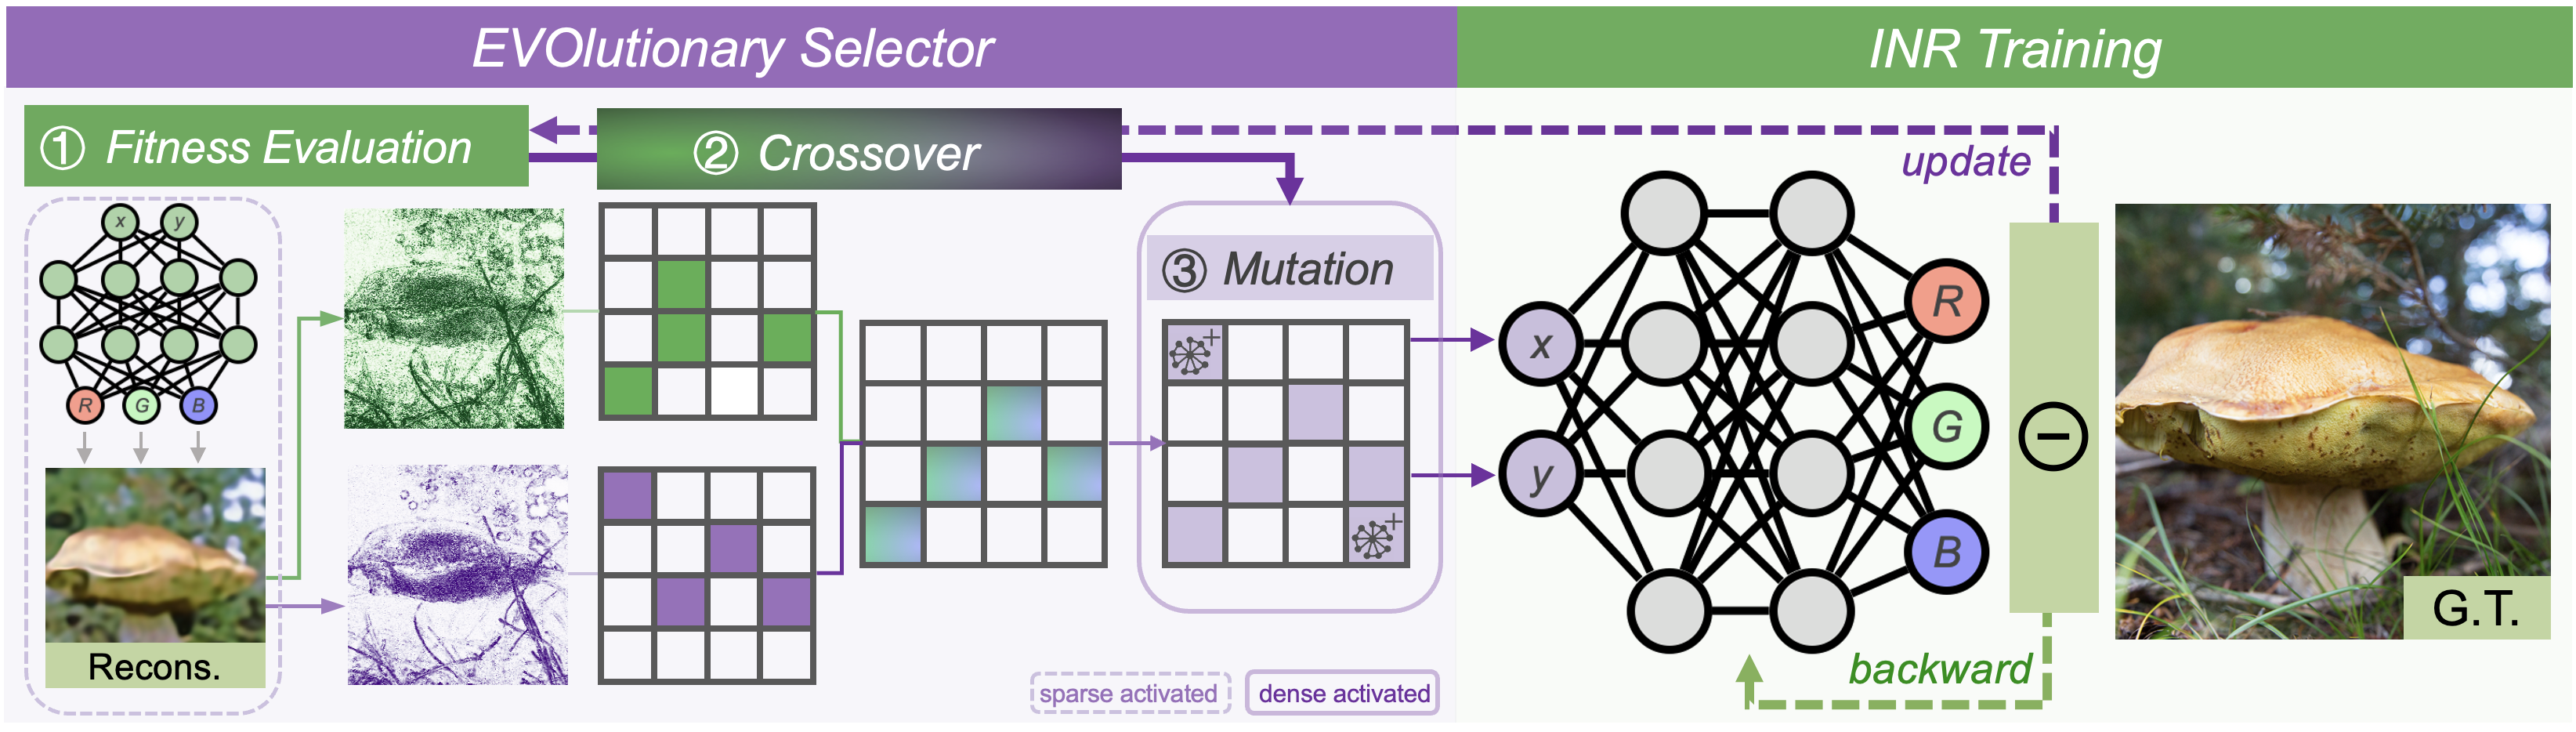 EVOlutionary Selector
INR Training
① Fitness Evaluation
② Crossover
update
x y
③ Mutation
R G B
Recons.
x
y
R
G
B
−
G.T.
sparse activated
dense activated
backward